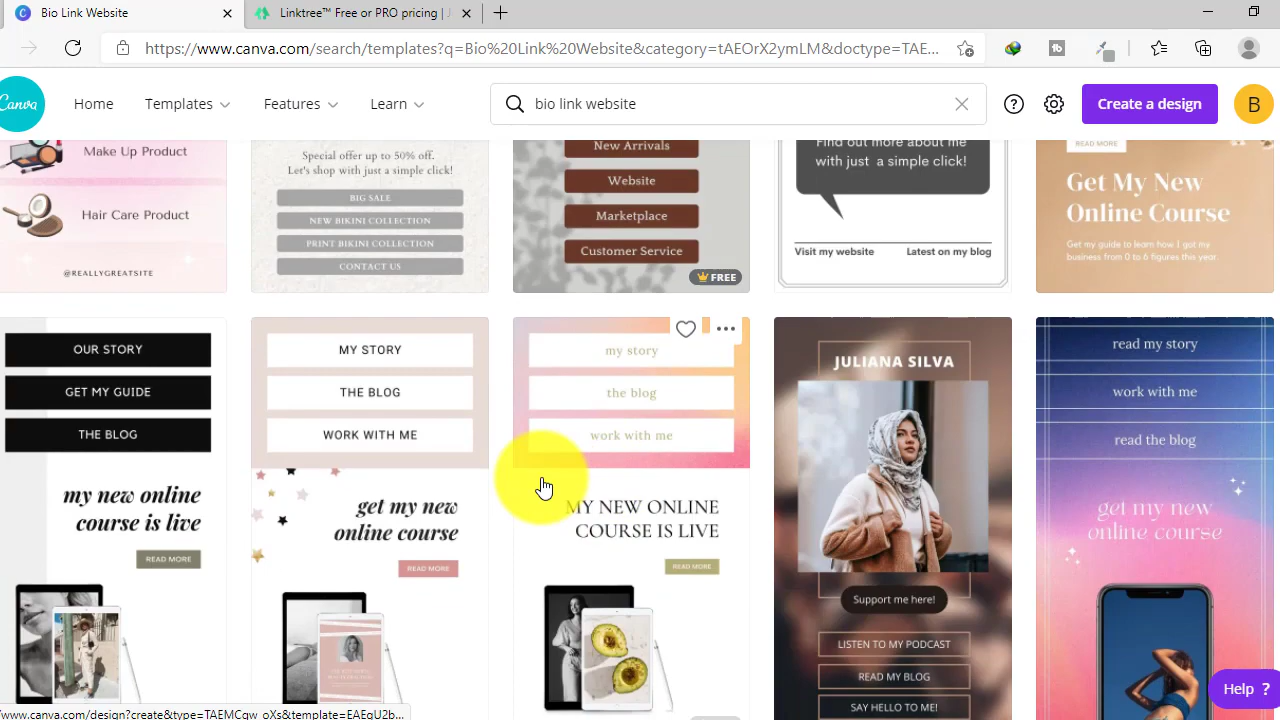 Bio Link Website
Linktree™ Free or PRO pricing | J
https://www.canva.com/search/templates?q=Bio%20Link%20Website&category=tAEOrX2ymLM&doctype=TAE...
Canva
Home
Templates
Features
Learn
bio link website
Create a design
B
Make Up Product
Hair Care Product
@REALLYGREATSITE
Special offer up to 50% off.
Let's shop with just a simple click!
BIG SALE
NEW BIKINI COLLECTION
PRINT BIKINI COLLECTION
CONTACT US
New Arrivals
Website
Marketplace
Customer Service
FREE
Find out more about me
with just a simple click!
Visit my website
Latest on my blog
READ MORE
Get My New
Online Course
Get my guide to learn how I got my
business from 0 to 6 figures this year.
OUR STORY
GET MY GUIDE
THE BLOG
my new online
course is live
READ MORE
MY STORY
THE BLOG
WORK WITH ME
get my new
online course
READ MORE
my story
the blog
work with me
MY NEW ONLINE
COURSE IS LIVE
READ MORE
JULIANA SILVA
Support me here!
LISTEN TO MY PODCAST
READ MY BLOG
SAY HELLO TO ME!
read my story
work with me
read the blog
get my new
online course
Help ?